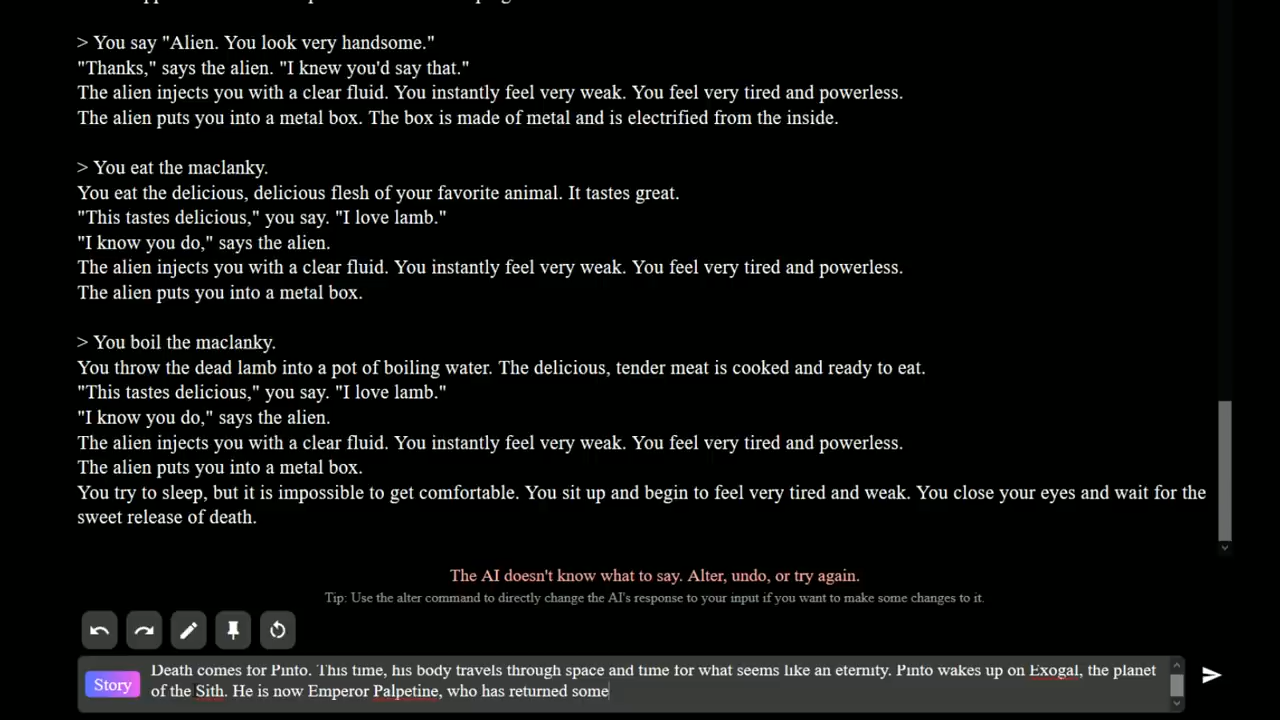 > You say "Alien. You look very handsome."
"Thanks," says the alien. "I knew you'd say that."
The alien injects you with a clear fluid. You instantly feel very weak. You feel very tired and powerless.
The alien puts you into a metal box. The box is made of metal and is electrified from the inside.
> You eat the maclanky.
You eat the delicious, delicious flesh of your favorite animal. It tastes great.
"This tastes delicious," you say. "I love lamb."
"I know you do," says the alien.
The alien injects you with a clear fluid. You instantly feel very weak. You feel very tired and powerless.
The alien puts you into a metal box.
> You boil the maclanky.
You throw the dead lamb into a pot of boiling water. The delicious, tender meat is cooked and ready to eat.
"This tastes delicious," you say. "I love lamb."
"I know you do," says the alien.
The alien injects you with a clear fluid. You instantly feel very weak. You feel very tired and powerless.
The alien puts you into a metal box.
You try to sleep, but it is impossible to get comfortable. You sit up and begin to feel very tired and weak. You close your eyes and wait for the
sweet release of death.
The AI doesn't know what to say. Alter, undo, or try again.
Tip: Use the alter command to directly change the AI's response to your input if you want to make some changes to it.
Story
Death comes for Pinto. This time, his body travels through space and time for what seems like an eternity. Pinto wakes up on Exogal, the planet
of the Sith. He is now Emperor Palpetine, who has returned some